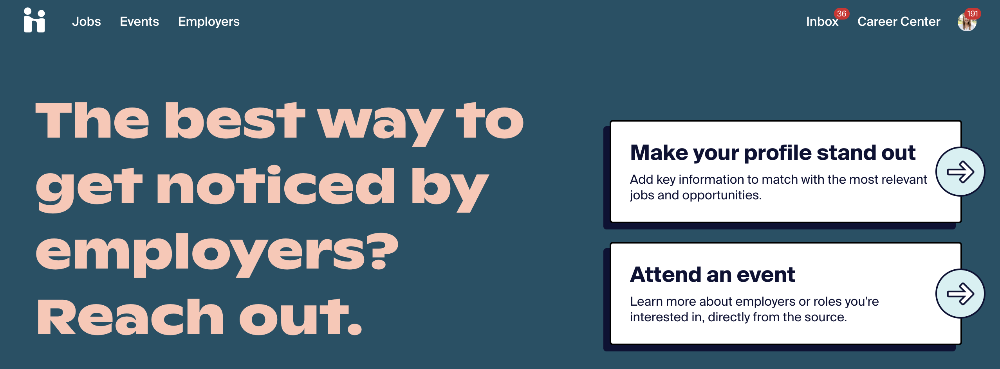 Jobs Events Employers Inbox 36 Career Center 191
The best way to
get noticed by
employers?
Reach out.
Make your profile stand out
Add key information to match with the most relevant
jobs and opportunities.
Attend an event
Learn more about employers or roles you’re
interested in, directly from the source.